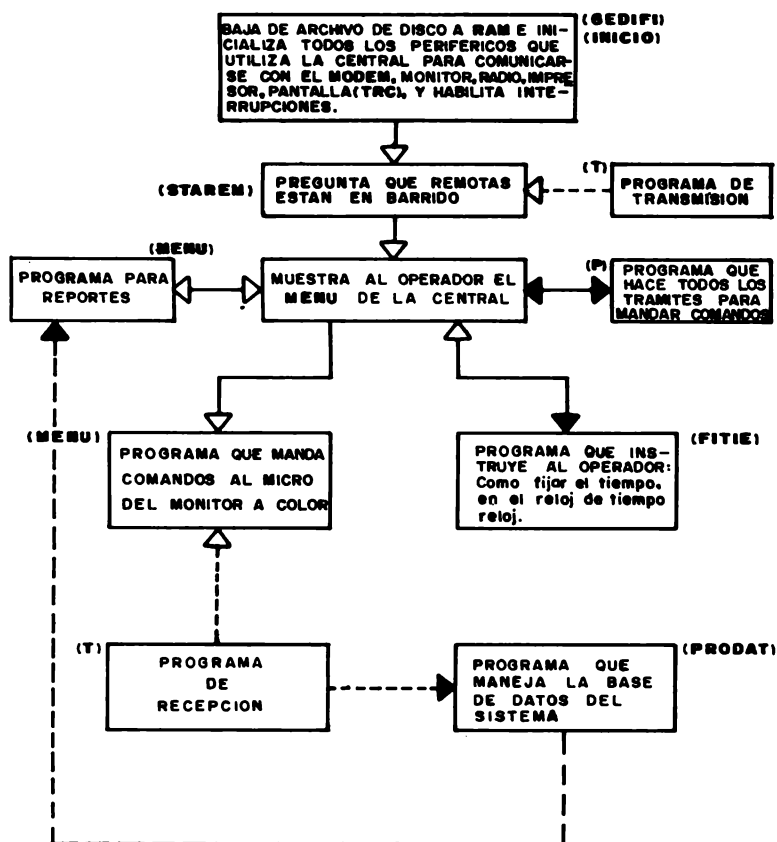 BAJA DE ARCHIVO DE DISCO A RAM E INI-
CIALIZA TODOS LOS PERIFERICOS QUE
UTILIZA LA CENTRAL PARA COMUNICAR-
SE CON EL MODEM, MONITOR, RADIO, IMPRE
SOR, PANTALLA(TRC), Y HABILITA INTE-
RRUPCIONES.
(GEDIFI)
(INICIO)
(STAREM)
PREGUNTA QUE REMOTAS
ESTAN EN BARRIDO
(T)
PROGRAMA DE
TRANSMISION
(MENU)
PROGRAMA PARA
REPORTES
MUESTRA AL OPERADOR EL
MENU DE LA CENTRAL
(P)
PROGRAMA QUE
HACE TODOS LOS
TRAMITES PARA
MANDAR COMANDOS
(MENU)
PROGRAMA QUE MANDA
COMANDOS AL MICRO
DEL MONITOR A COLOR
PROGRAMA QUE INS-
TRUYE AL OPERADOR:
Como fijar el tiempo,
en el reloj de tiempo
reloj.
(FITIE)
(T)
PROGRAMA
DE
RECEPCION
PROGRAMA QUE
MANEJA LA BASE
DE DATOS DEL
SISTEMA
(PRODAT)